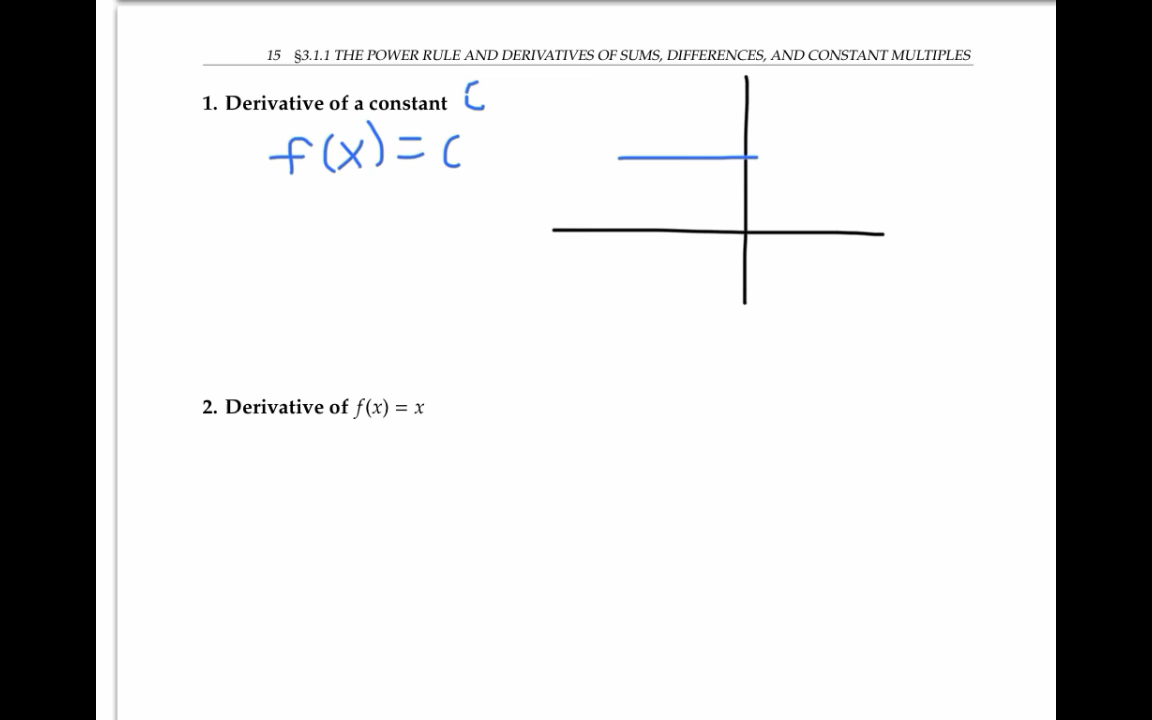 15 §3.1.1 THE POWER RULE AND DERIVATIVES OF SUMS, DIFFERENCES, AND CONSTANT MULTIPLES
1. Derivative of a constant C
f(x) = C
2. Derivative of f(x) = x